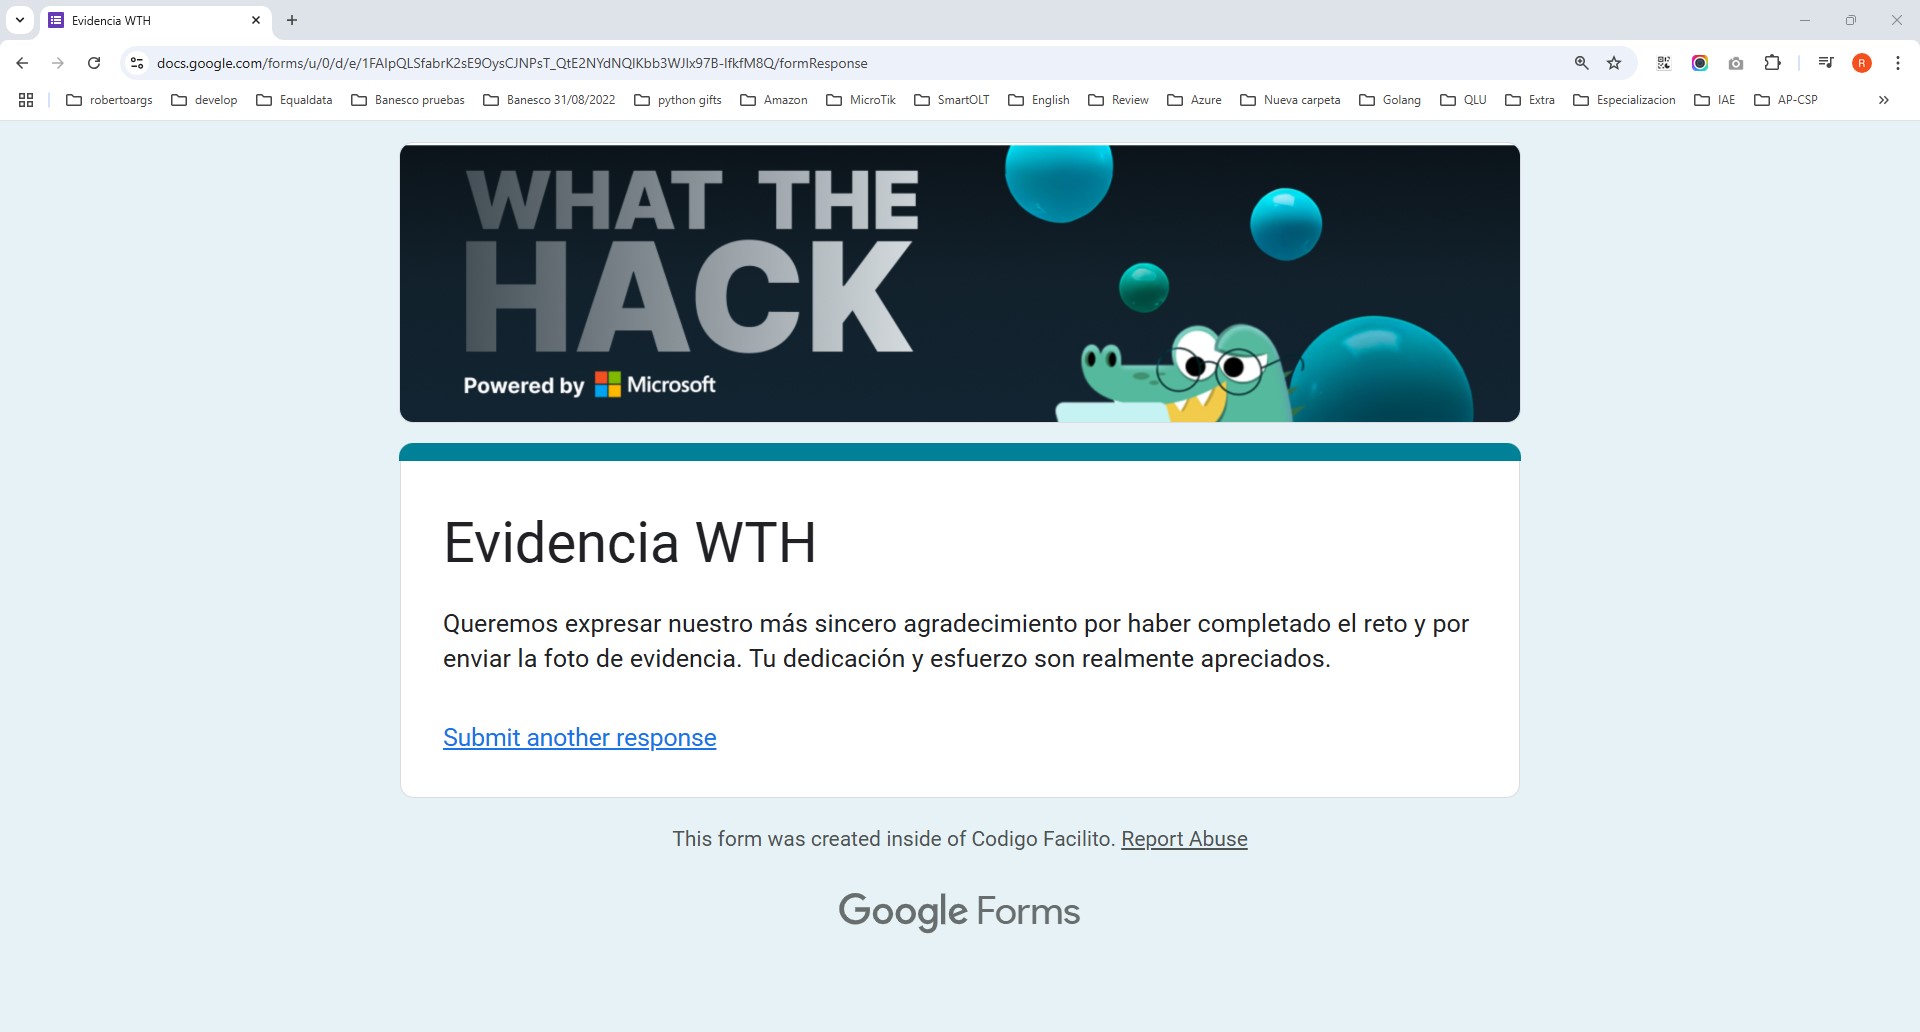 Evidencia WTH
docs.google.com/forms/u/0/d/e/1FAIpQLSfabrK2sE9OysCJNPsT_QtE2NYdNQIKbb3WJIx97B-IfkfM8Q/formResponse
R
robertoargs develop Equaldata Banesco pruebas Banesco 31/08/2022 python gifts Amazon MicroTik SmartOLT English Review Azure Nueva carpeta Golang QLU Extra Especializacion IAE AP-CSP
WHAT THE
HACK
Powered by Microsoft
Evidencia WTH
Queremos expresar nuestro más sincero agradecimiento por haber completado el reto y por
enviar la foto de evidencia. Tu dedicación y esfuerzo son realmente apreciados.
Submit another response
This form was created inside of Codigo Facilito. Report Abuse
Google Forms